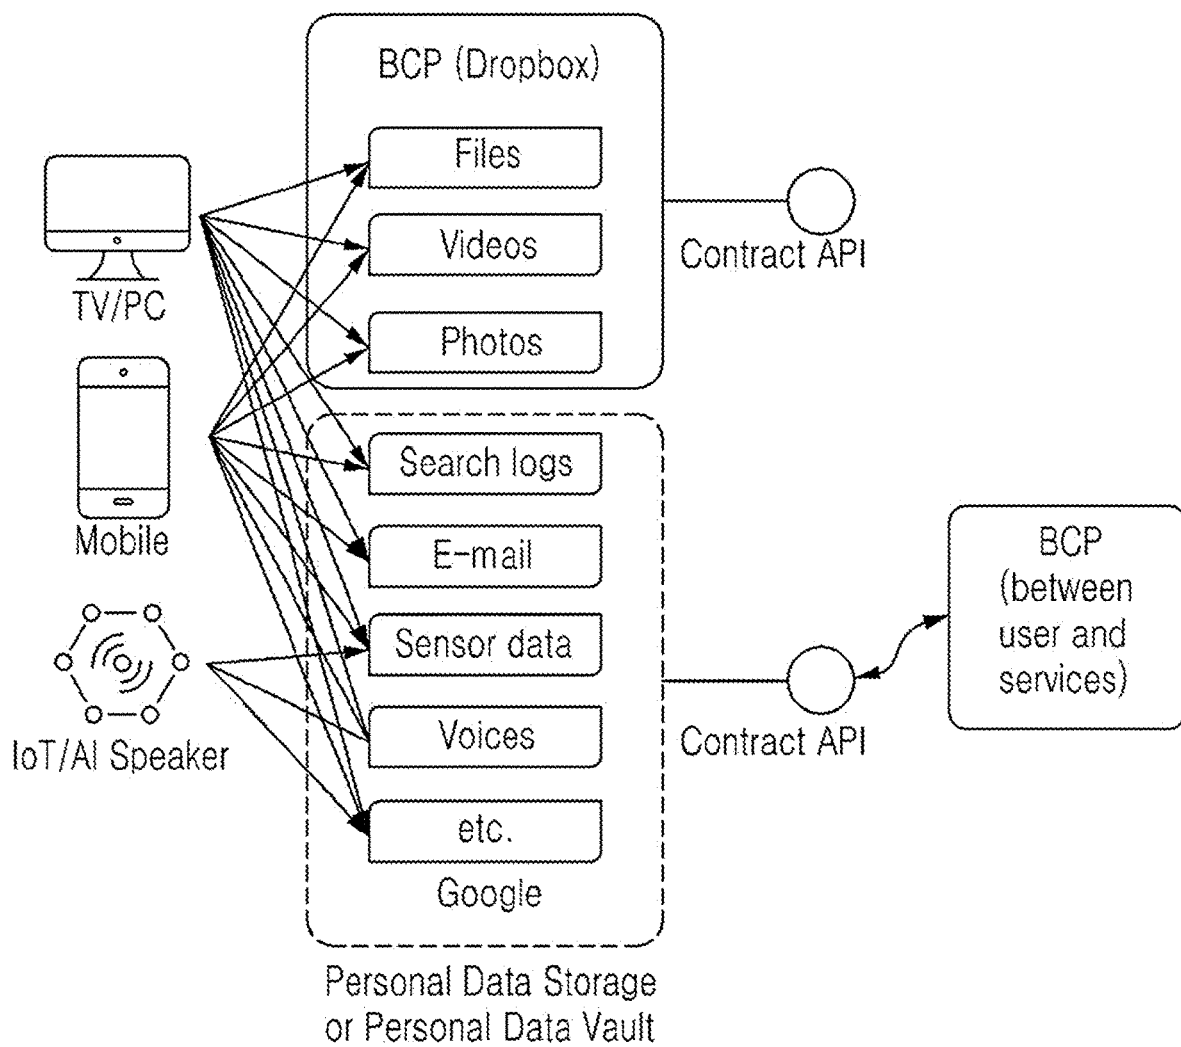 BCP (Dropbox)
Files
Videos
Photos
TV/PC
Contract API
Mobile
Search logs
E-mail
Sensor data
Voices
etc.
Google
IoT/AI Speaker
Contract API
BCP
(between
user and
services)
Personal Data Storage
or Personal Data Vault